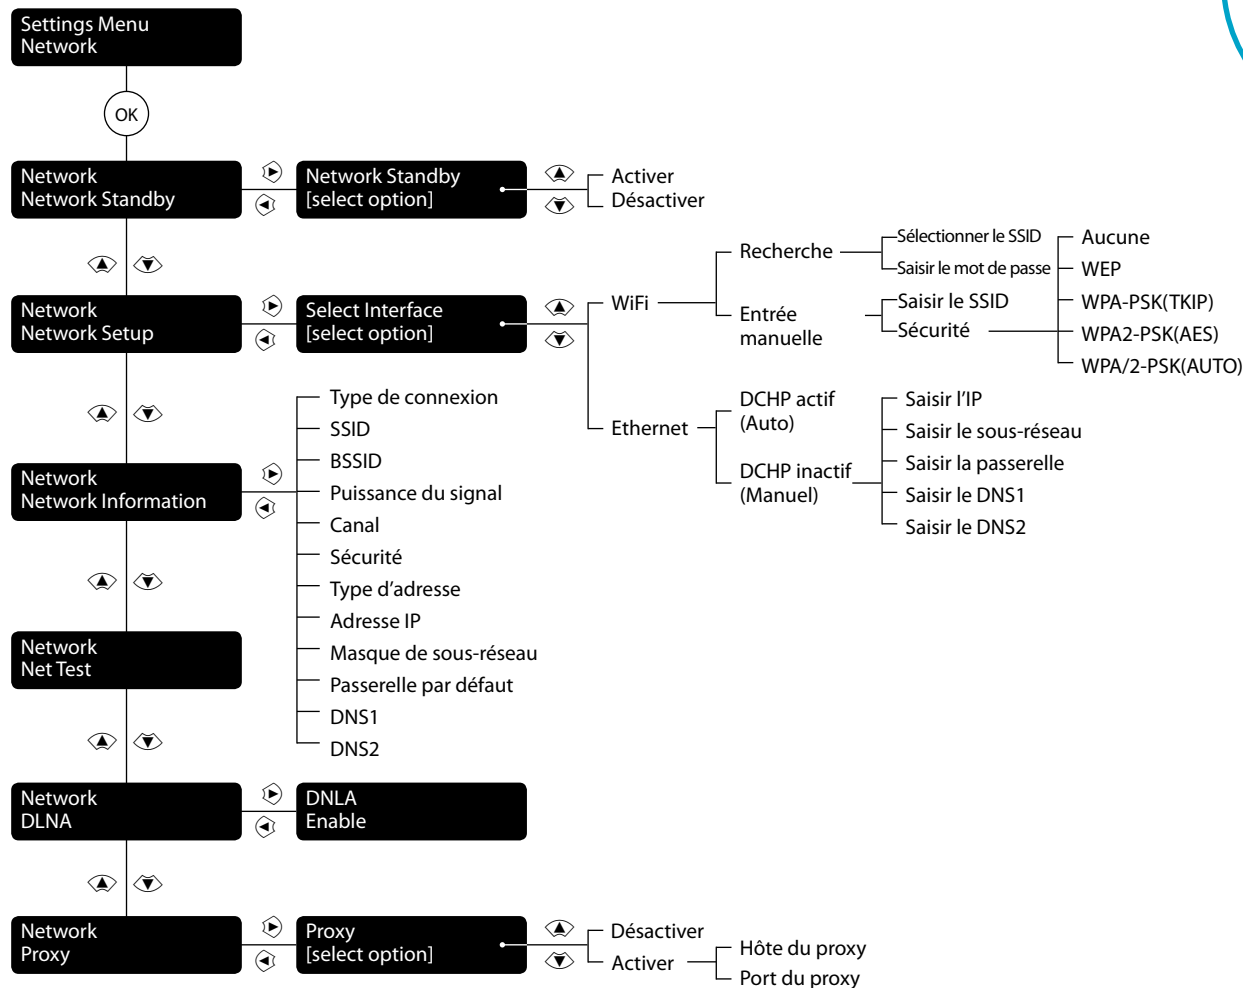 Settings Menu
Network
OK
Network
Network Standby
Network Standby
[select option]
Activer
Désactiver
Network
Network Setup
Select Interface
[select option]
WiFi
Recherche
Sélectionner le SSID
Saisir le mot de passe
Entrée
manuelle
Saisir le SSID
Sécurité
Aucune
WEP
WPA-PSK(TKIP)
WPA2-PSK(AES)
WPA/2-PSK(AUTO)
Ethernet
DCHP actif
(Auto)
DCHP inactif
(Manuel)
Saisir l'IP
Saisir le sous-réseau
Saisir la passerelle
Saisir le DNS1
Saisir le DNS2
Network
Network Information
Type de connexion
SSID
BSSID
Puissance du signal
Canal
Sécurité
Type d'adresse
Adresse IP
Masque de sous-réseau
Passerelle par défaut
DNS1
DNS2
Network
Net Test
Network
DLNA
DNLA
Enable
Network
Proxy
Proxy
[select option]
Désactiver
Activer
Hôte du proxy
Port du proxy